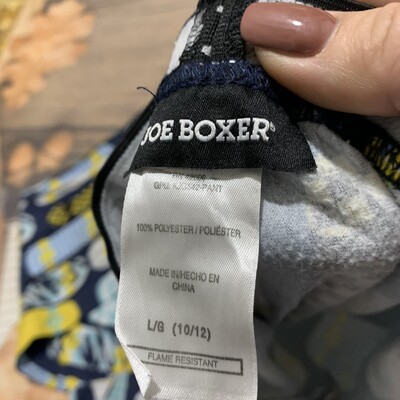 JOE BOXER®
100% POLYESTER / POLIÉSTER
MADE IN/HECHO EN
CHINA
L/G (10/12)
FLAME RESISTANT